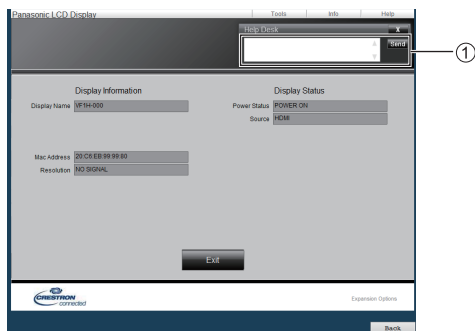 Panasonic LCD Display
Tools Info Help
Help Desk X
Send
①
Display Information Display Status
Display Name VF1H-000 Power Status POWER ON
Source HDMI
Mac Address 20:C6:EB:99:99:80
Resolution NO SIGNAL
Exit
CRESTRON
connected
Expansion Options
Back